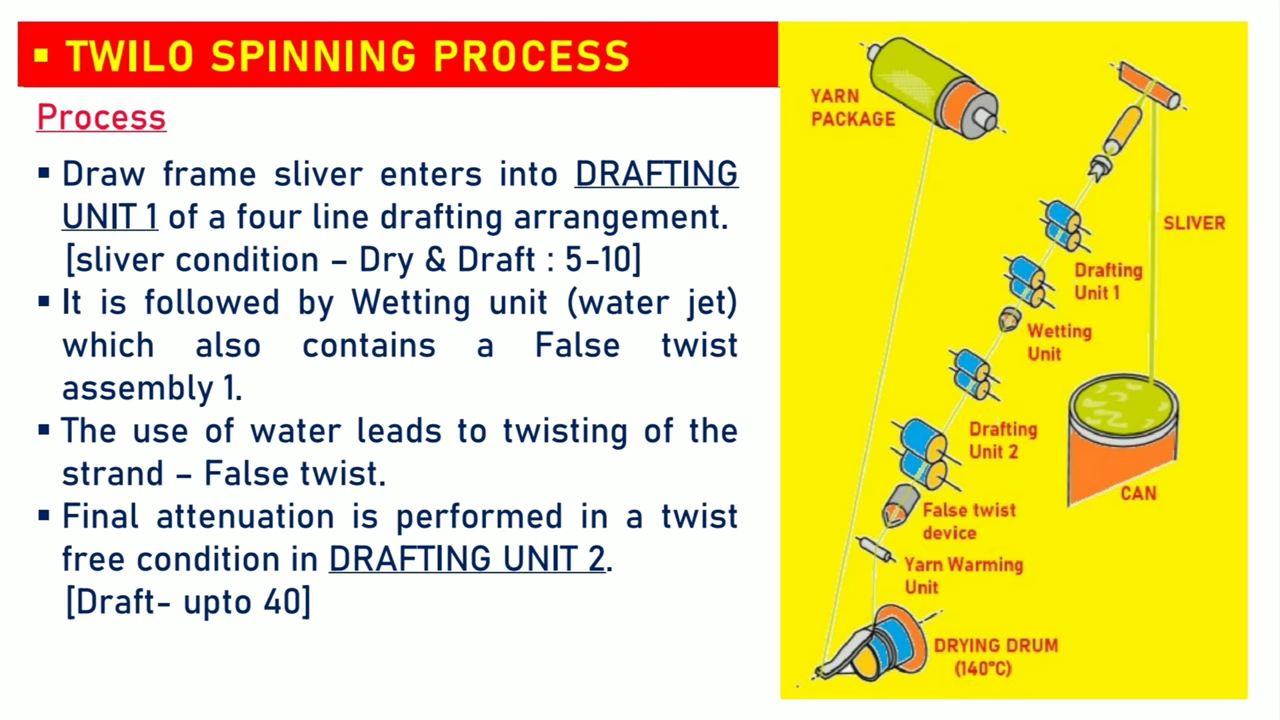 ▪ TWILO SPINNING PROCESS
Process
▪ Draw frame sliver enters into DRAFTING
UNIT 1 of a four line drafting arrangement.
[sliver condition – Dry & Draft : 5-10]
▪ It is followed by Wetting unit (water jet)
which also contains a False twist
assembly 1.
▪ The use of water leads to twisting of the
strand – False twist.
▪ Final attenuation is performed in a twist
free condition in DRAFTING UNIT 2.
[Draft- upto 40]
YARN
PACKAGE
SLIVER
Drafting
Unit 1
Wetting
Unit
Drafting
Unit 2
CAN
False twist
device
Yarn Warming
Unit
DRYING DRUM
(140°C)